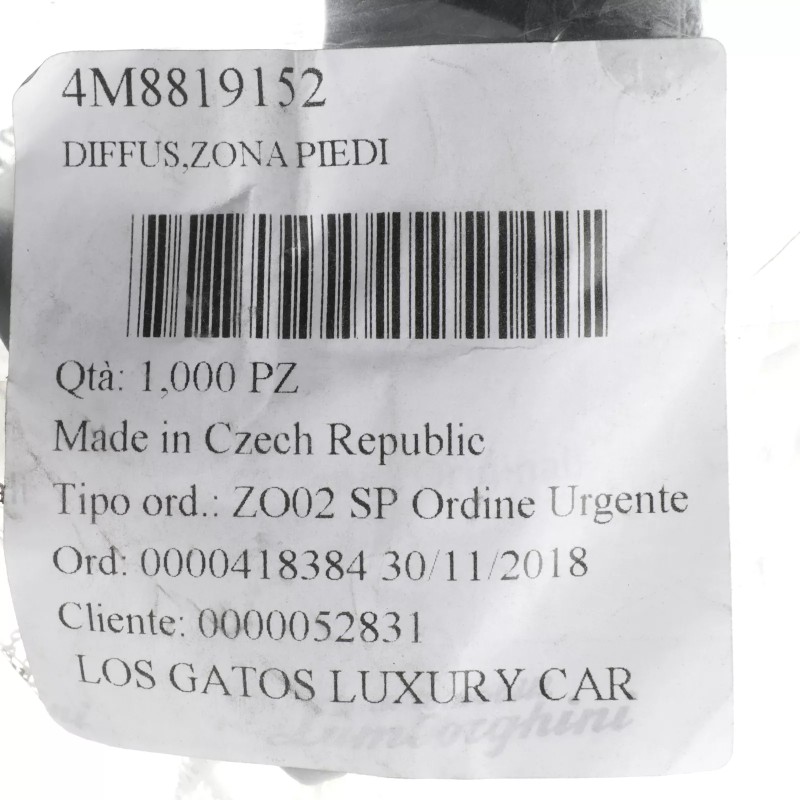 4M8819152
DIFFUS,ZONA PIEDI
Qtà: 1,000 PZ
Made in Czech Republic
Tipo ord.: ZO02 SP Ordine Urgente
Ord: 0000418384 30/11/2018
Cliente: 0000052831
LOS GATOS LUXURY CAR
Lamborghini